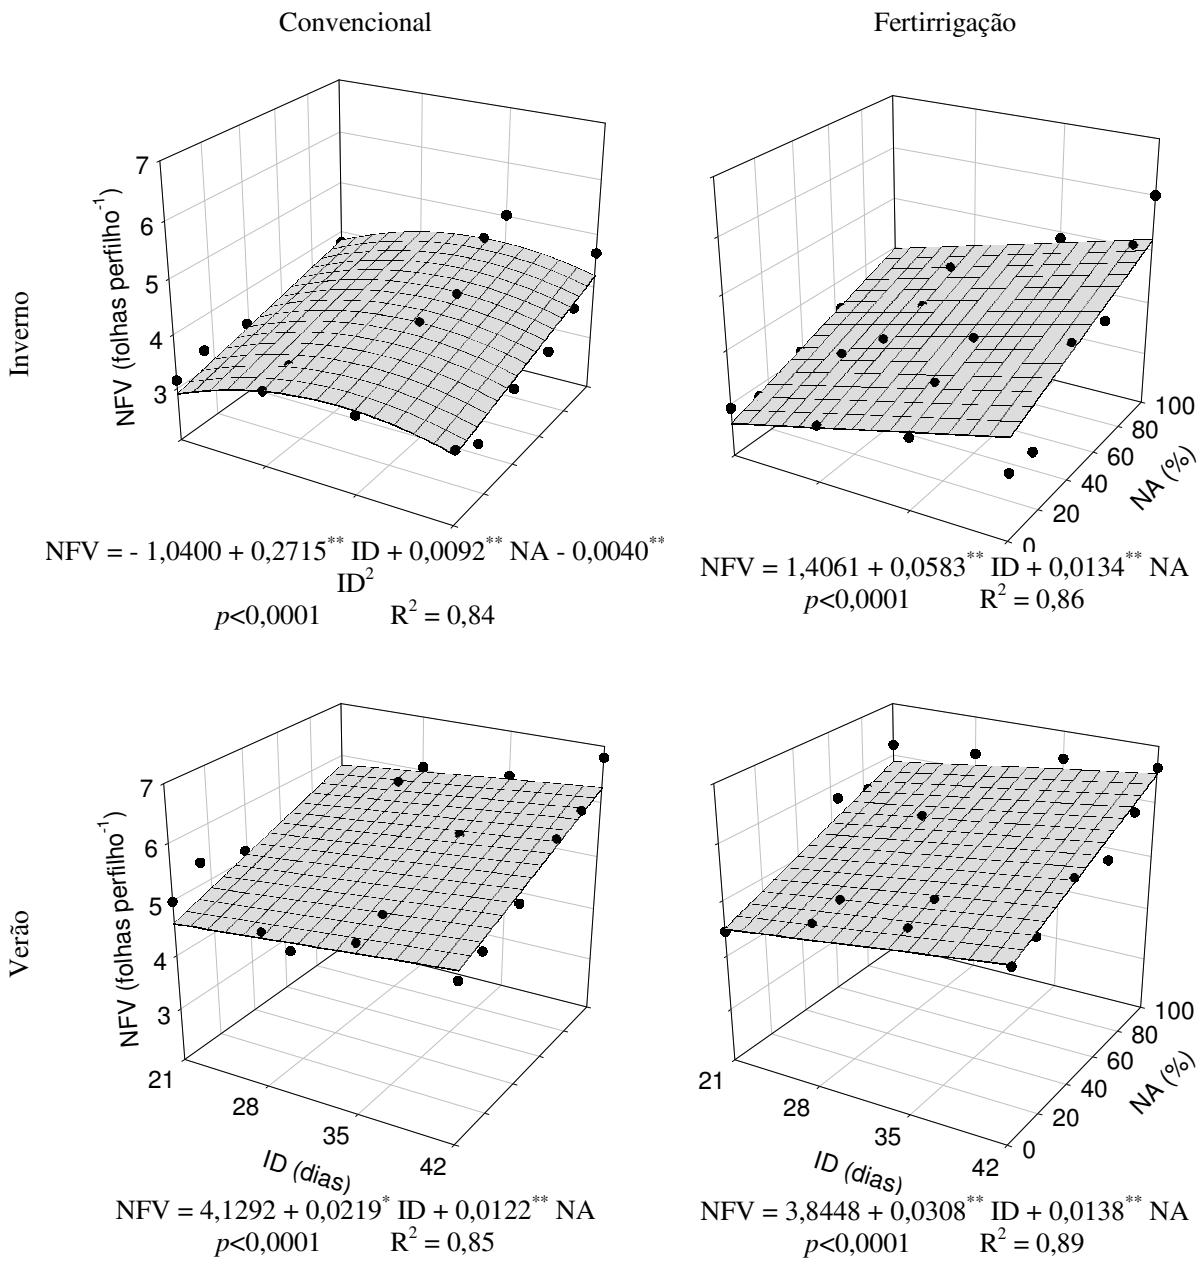 Convencional
Fertirrigação
Inverno
NFV (folhas perfilho⁻¹)
7
6
5
4
3
100
80
60
40
20
0
NA (%)
NFV = - 1,0400 + 0,2715** ID + 0,0092** NA - 0,0040**
ID²
p<0,0001 R² = 0,84
NFV = 1,4061 + 0,0583** ID + 0,0134** NA
p<0,0001 R² = 0,86
Verão
NFV (folhas perfilho⁻¹)
7
6
5
4
3
21
28
35
42
ID (dias)
21
28
35
42
ID (dias)
100
80
60
40
20
0
NA (%)
NFV = 4,1292 + 0,0219* ID + 0,0122** NA
p<0,0001 R² = 0,85
NFV = 3,8448 + 0,0308** ID + 0,0138** NA
p<0,0001 R² = 0,89